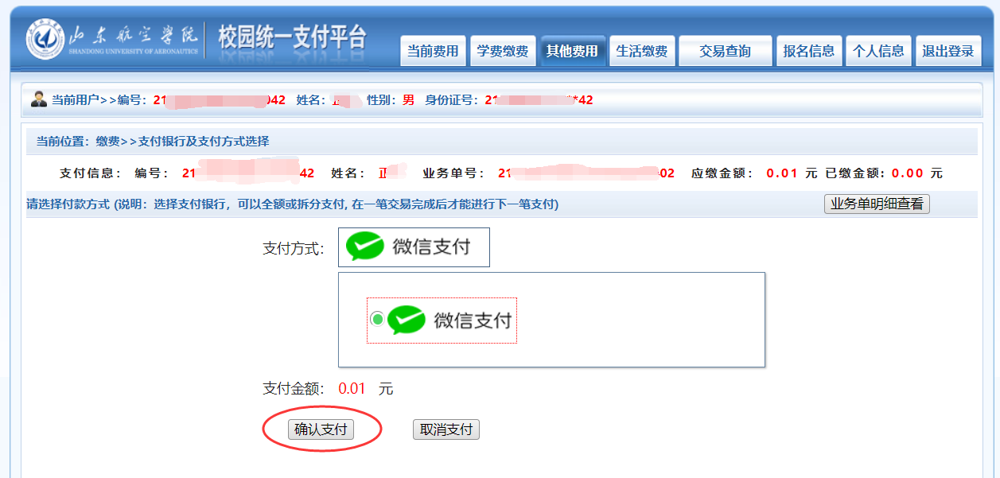 山东航空学院 校园统一支付平台
SHANDONG UNIVERSITY OF AERONAUTICS
当前费用 学费缴费 其他费用 生活缴费 交易查询 报名信息 个人信息 退出登录
当前用户>>编号：21 042 姓名：正 性别：男 身份证号：21 *42
当前位置：缴费>>支付银行及支付方式选择
支付信息： 编号： 21 42 姓名： 正 业务单号： 21 02 应缴金额： 0.01 元 已缴金额: 0.00 元
请选择付款方式 (说明：选择支付银行，可以全额或拆分支付, 在一笔交易完成后才能进行下一笔支付) 业务单明细查看
支付方式： 微信支付
微信支付
支付金额： 0.01 元
确认支付 取消支付